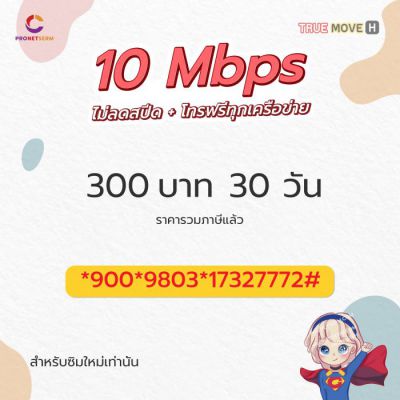 PRONETSERM
TRUE MOVE H
10 Mbps
ไม่ลดสปีด + โทรฟรีทุกเครือข่าย
300 บาท 30 วัน
ราคารวมภาษีแล้ว
*900*9803*17327772#
สำหรับซิมใหม่เท่านั้น